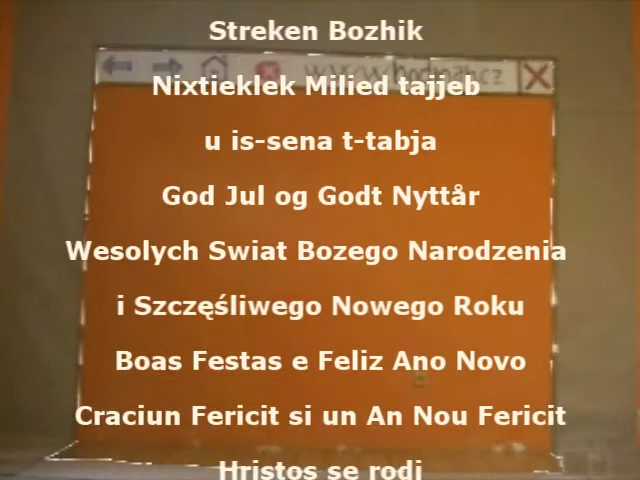 Streken Bozhik
Nixtieklek Milied tajjeb
u is-sena t-tabja
God Jul og Godt Nyttår
Wesolych Swiat Bozego Narodzenia
i Szczęśliwego Nowego Roku
Boas Festas e Feliz Ano Novo
Craciun Fericit si un An Nou Fericit
Hristos se rodi